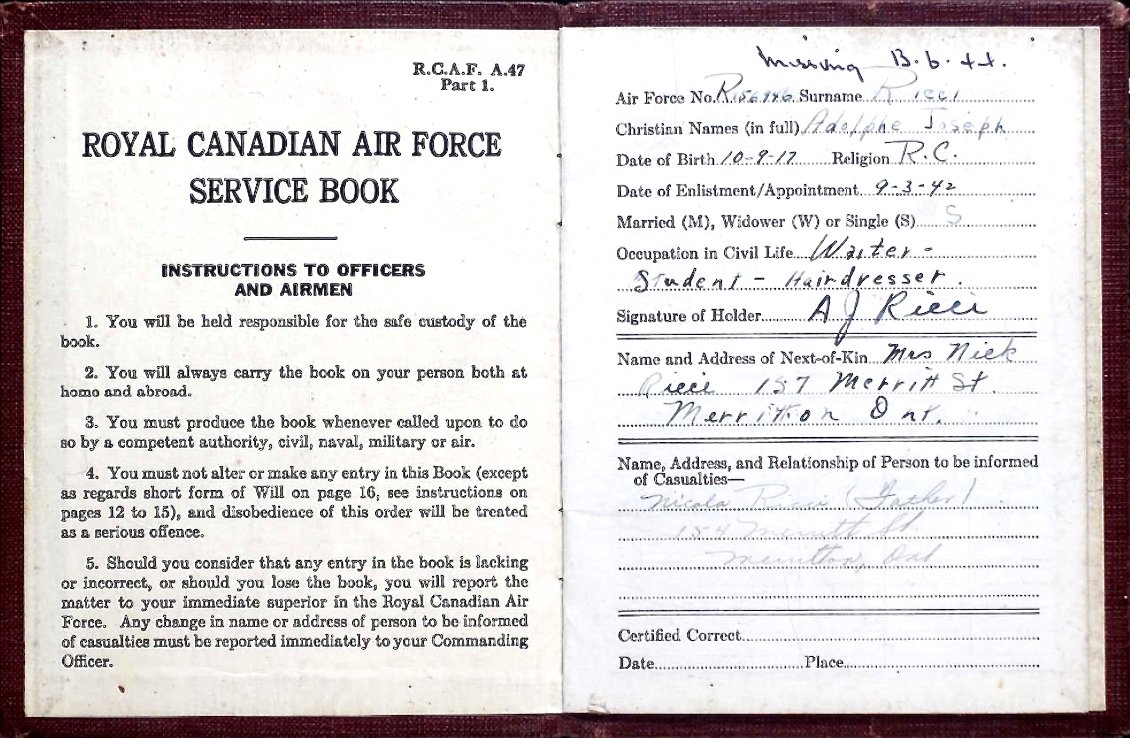 R.C.A.F. A.47
Part 1.
ROYAL CANADIAN AIR FORCE
SERVICE BOOK
INSTRUCTIONS TO OFFICERS
AND AIRMEN
1. You will be held responsible for the safe custody of the
book.
2. You will always carry the book on your person both at
home and abroad.
3. You must produce the book whenever called upon to do
so by a competent authority, civil, naval, military or air.
4. You must not alter or make any entry in this Book (except
as regards short form of Will on page 16, see instructions on
pages 12 to 15), and disobedience of this order will be treated
as a serious offence.
5. Should you consider that any entry in the book is lacking
or incorrect, or should you lose the book, you will report the
matter to your immediate superior in the Royal Canadian Air
Force. Any change in name or address of person to be informed
of casualties must be reported immediately to your Commanding
Officer.
Missing 13.6.44.
Air Force No. Surname Ricci
Christian Names (in full) Adolphe Joseph
Date of Birth 10-9-17 Religion R.C.
Date of Enlistment/Appointment 9-3-42
Married (M), Widower (W) or Single (S) S
Occupation in Civil Life Waiter -
Student - Hairdresser.
Signature of Holder A J Ricci
Name and Address of Next-of-Kin Mrs Nick
Ricci 157 Merritt St.
Merritton Ont.
Name, Address, and Relationship of Person to be informed
of Casualties—
Nicola Ricci (Father)
154 Merritt St
Merritton, Ont
Certified Correct
Date Place